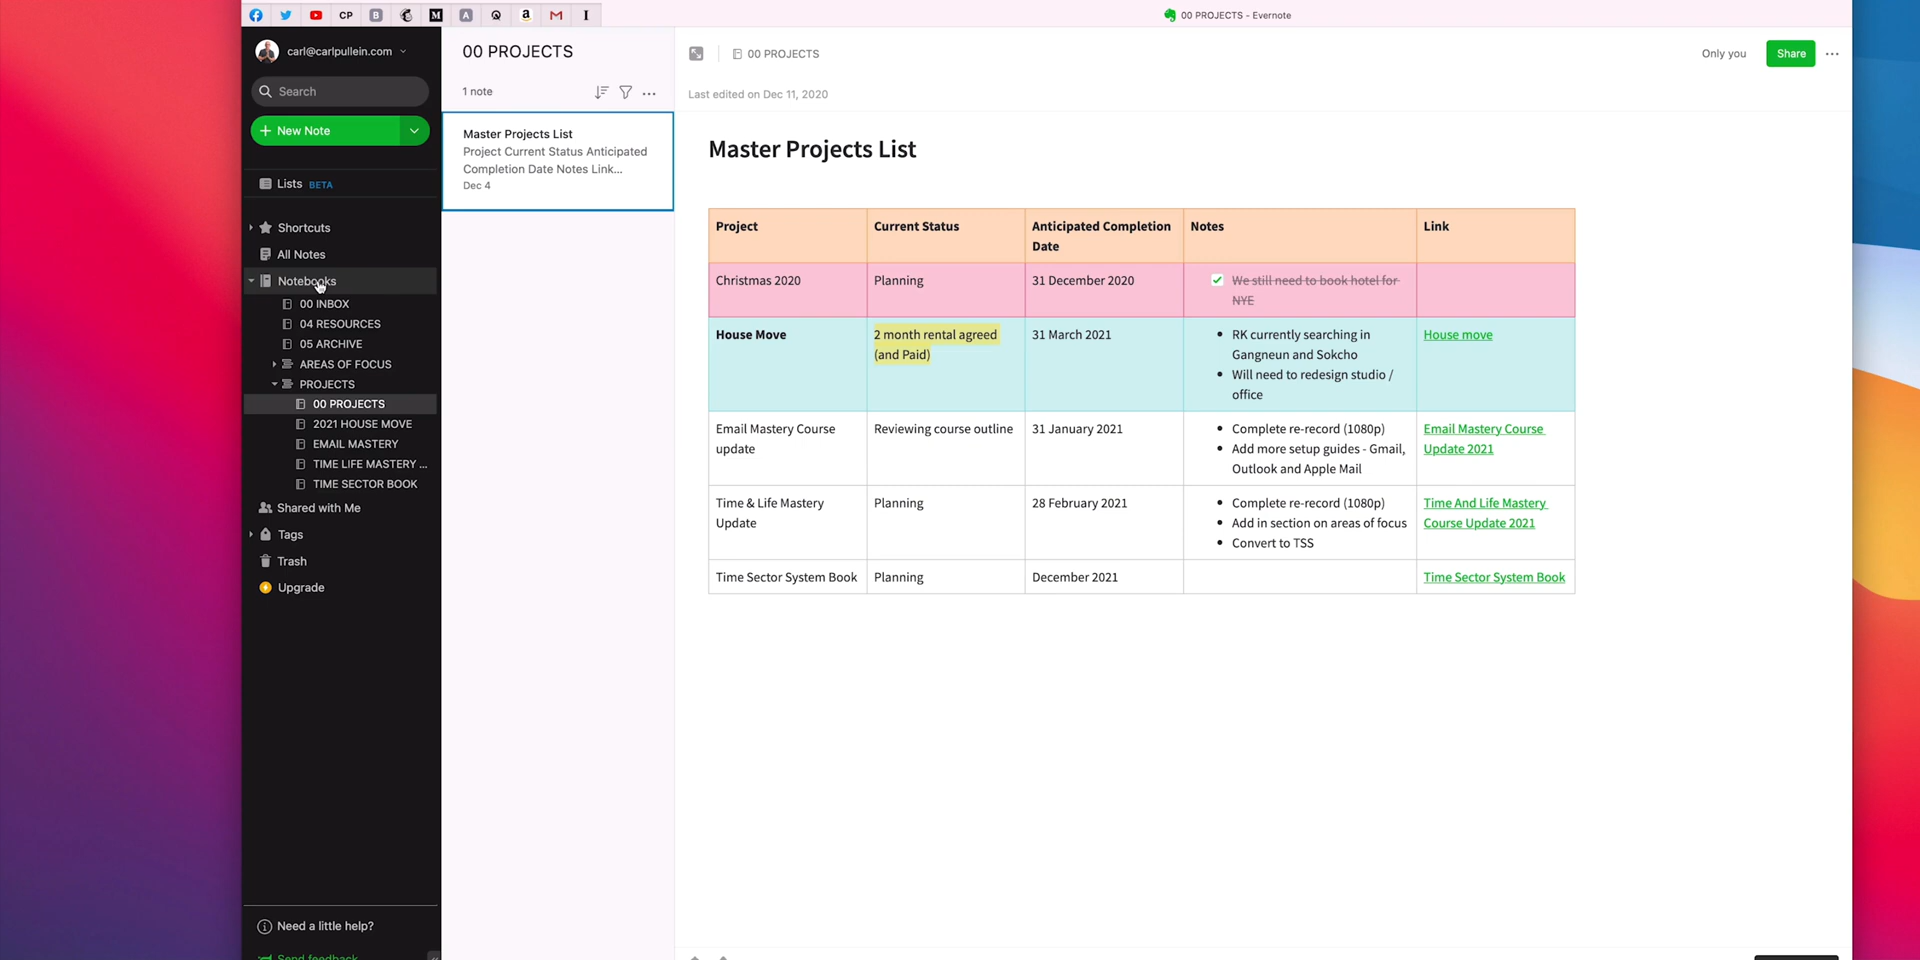 CP B M A a I
00 PROJECTS - Evernote
carl@carlpullein.com
Search
New Note
Lists BETA
Shortcuts
All Notes
Notebooks
00 INBOX
04 RESOURCES
05 ARCHIVE
AREAS OF FOCUS
PROJECTS
00 PROJECTS
2021 HOUSE MOVE
EMAIL MASTERY
TIME LIFE MASTERY ...
TIME SECTOR BOOK
Shared with Me
Tags
Trash
Upgrade
Need a little help?
Send feedback
00 PROJECTS
1 note
Master Projects List
Project Current Status Anticipated
Completion Date Notes Link...
Dec 4
00 PROJECTS
Only you
Share
Last edited on Dec 11, 2020
Master Projects List
Project Current Status Anticipated Completion Notes Link
Date
Christmas 2020 Planning 31 December 2020 We still need to book hotel for
NYE
House Move 2 month rental agreed 31 March 2021 RK currently searching in House move
(and Paid) Gangneun and Sokcho
Will need to redesign studio /
office
Email Mastery Course Reviewing course outline 31 January 2021 Complete re-record (1080p) Email Mastery Course
update Add more setup guides - Gmail, Update 2021
Outlook and Apple Mail
Time & Life Mastery Planning 28 February 2021 Complete re-record (1080p) Time And Life Mastery
Update Add in section on areas of focus Course Update 2021
Convert to TSS
Time Sector System Book Planning December 2021 Time Sector System Book